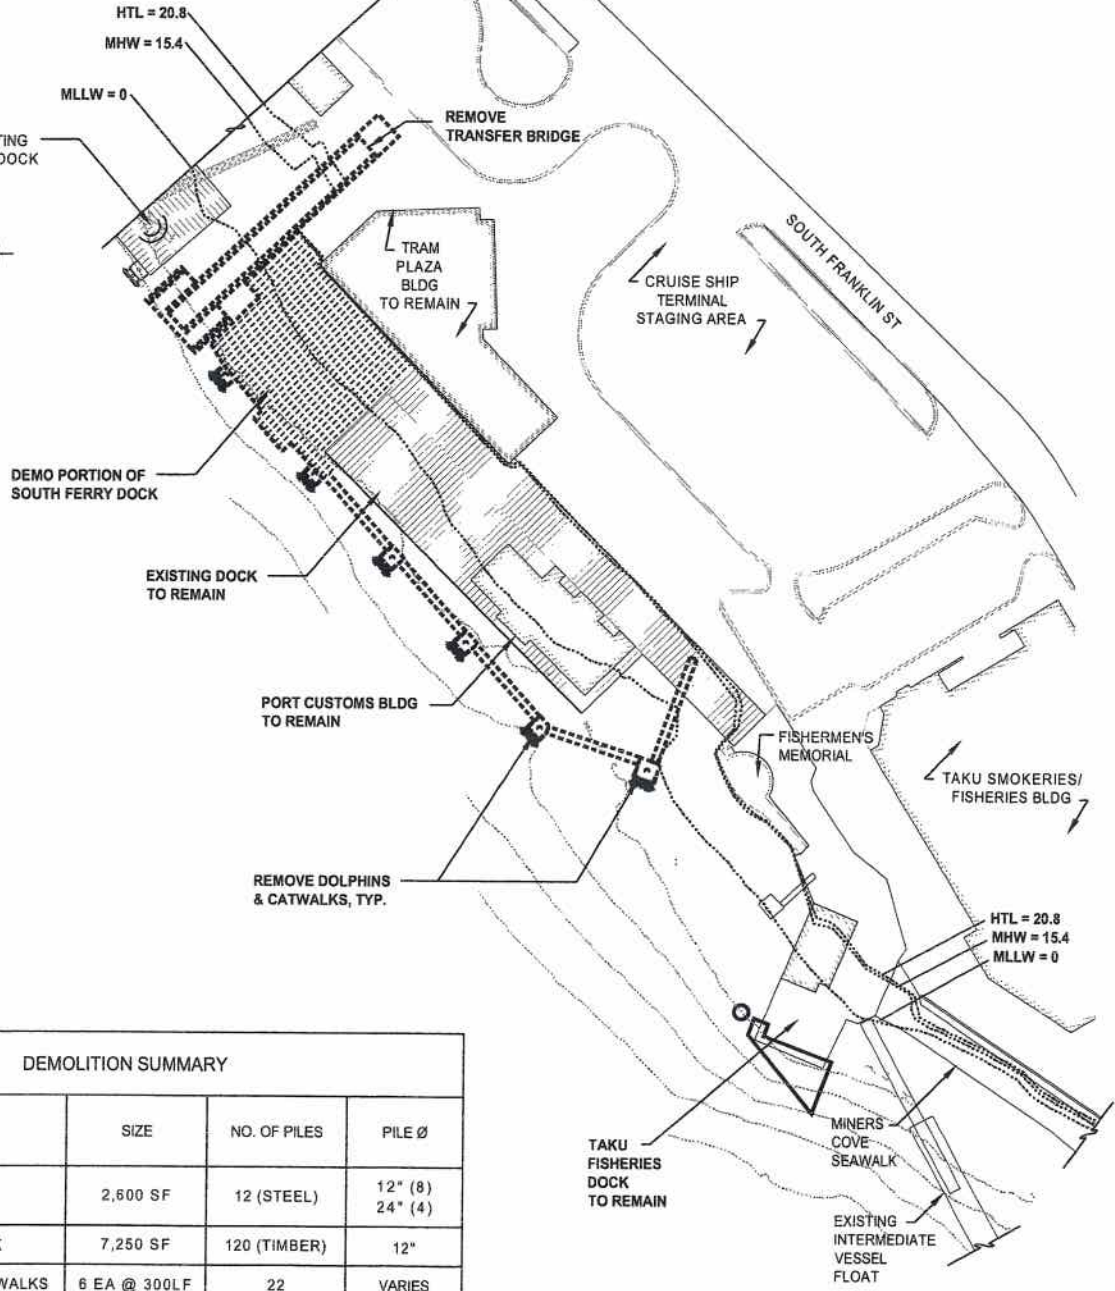 HTL = 20.8
MHW = 15.4
MLLW = 0
TING
DOCK
REMOVE
TRANSFER BRIDGE
TRAM
PLAZA
BLDG
TO REMAIN
CRUISE SHIP
TERMINAL
STAGING AREA
SOUTH FRANKLIN ST
DEMO PORTION OF
SOUTH FERRY DOCK
EXISTING DOCK
TO REMAIN
PORT CUSTOMS BLDG
TO REMAIN
FISHERMEN'S
MEMORIAL
TAKU SMOKERIES/
FISHERIES BLDG
REMOVE DOLPHINS
& CATWALKS, TYP.
HTL = 20.8
MHW = 15.4
MLLW = 0
TAKU
FISHERIES
DOCK
TO REMAIN
MINERS
COVE
SEAWALK
EXISTING
INTERMEDIATE
VESSEL
FLOAT
DEMOLITION SUMMARY
SIZE NO. OF PILES PILE Ø
2,600 SF 12 (STEEL) 12" (8)
24" (4)
K 7,250 SF 120 (TIMBER) 12"
WALKS 6 EA @ 300LF 22 VARIES